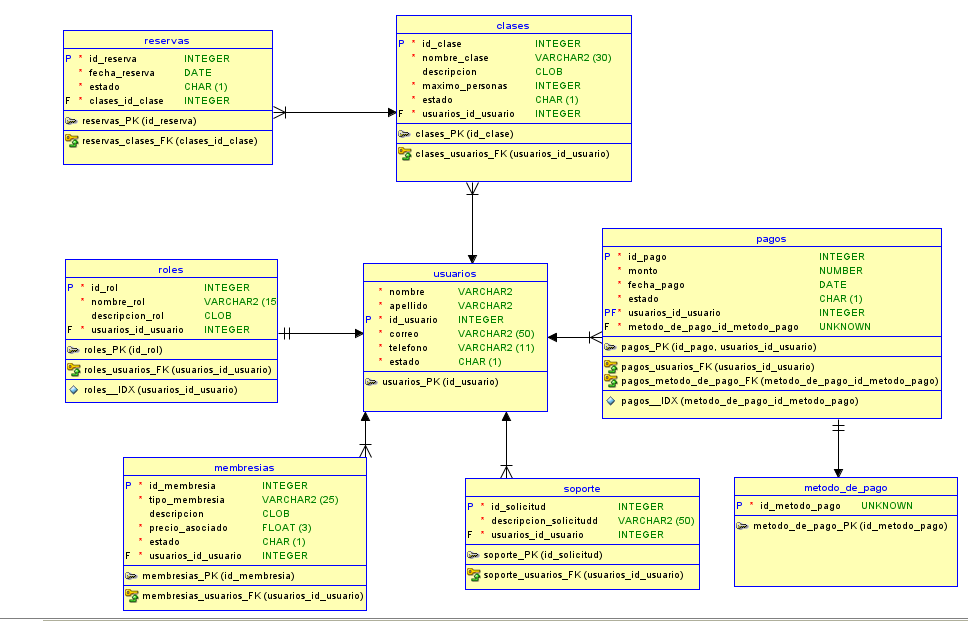 reservas
P * id_reserva INTEGER
* fecha_reserva DATE
* estado CHAR (1)
F * clases_id_clase INTEGER
reservas_PK (id_reserva)
reservas_clases_FK (clases_id_clase)
clases
P * id_clase INTEGER
* nombre_clase VARCHAR2 (30)
descripcion CLOB
* maximo_personas INTEGER
* estado CHAR (1)
F * usuarios_id_usuario INTEGER
clases_PK (id_clase)
clases_usuarios_FK (usuarios_id_usuario)
roles
P * id_rol INTEGER
* nombre_rol VARCHAR2 (15
descripcion_rol CLOB
F * usuarios_id_usuario INTEGER
roles_PK (id_rol)
roles_usuarios_FK (usuarios_id_usuario)
roles__IDX (usuarios_id_usuario)
usuarios
* nombre VARCHAR2
* apellido VARCHAR2
P * id_usuario INTEGER
* correo VARCHAR2 (50)
* telefono VARCHAR2 (11)
* estado CHAR (1)
usuarios_PK (id_usuario)
pagos
P * id_pago INTEGER
* monto NUMBER
* fecha_pago DATE
* estado CHAR (1)
PF * usuarios_id_usuario INTEGER
F * metodo_de_pago_id_metodo_pago UNKNOWN
pagos_PK (id_pago, usuarios_id_usuario)
pagos_usuarios_FK (usuarios_id_usuario)
pagos_metodo_de_pago_FK (metodo_de_pago_id_metodo_pago)
pagos__IDX (metodo_de_pago_id_metodo_pago)
membresias
P * id_membresia INTEGER
* tipo_membresia VARCHAR2 (25)
descripcion CLOB
* precio_asociado FLOAT (3)
* estado CHAR (1)
F * usuarios_id_usuario INTEGER
membresias_PK (id_membresia)
membresias_usuarios_FK (usuarios_id_usuario)
soporte
P * id_solicitud INTEGER
* descripcion_solicitudd VARCHAR2 (50)
F * usuarios_id_usuario INTEGER
soporte_PK (id_solicitud)
soporte_usuarios_FK (usuarios_id_usuario)
metodo_de_pago
P * id_metodo_pago UNKNOWN
metodo_de_pago_PK (id_metodo_pago)